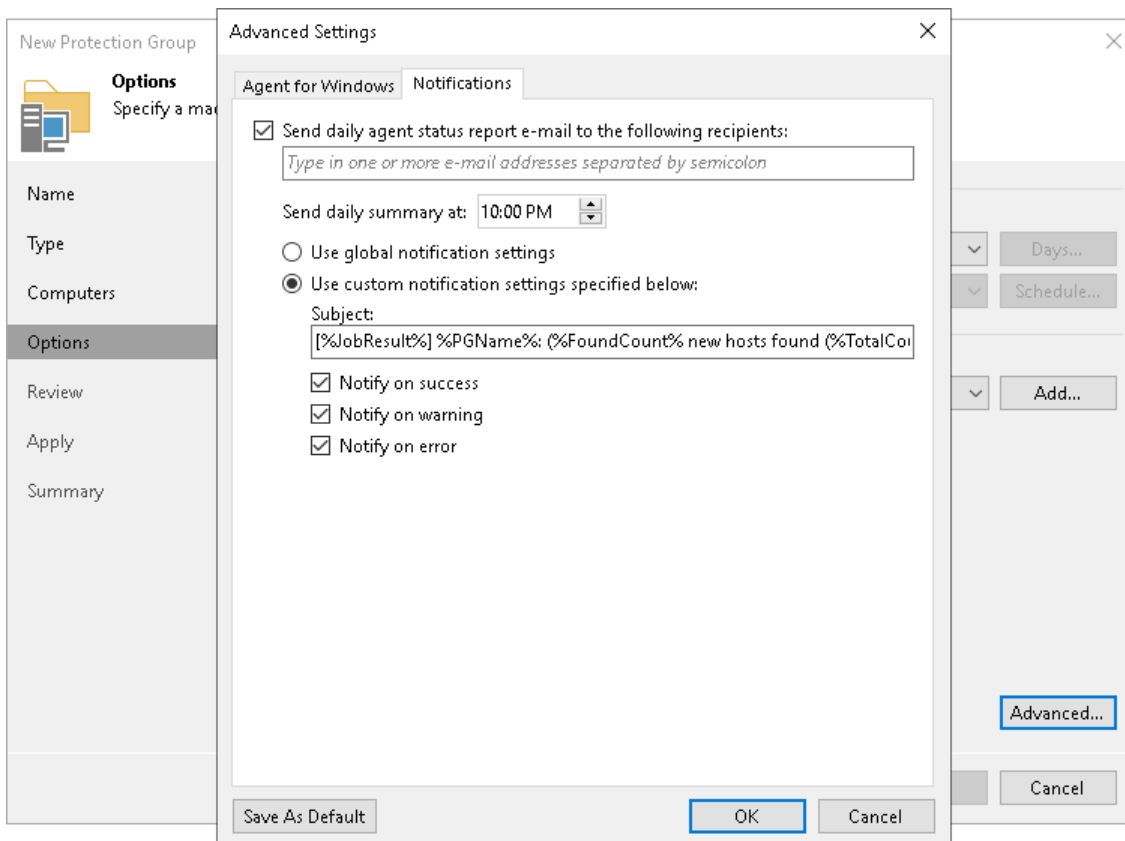 New Protection Group
Options
Specify a ma
Name
Type
Computers
Options
Review
Apply
Summary
Advanced Settings
Agent for Windows
Notifications
Send daily agent status report e-mail to the following recipients:
Type in one or more e-mail addresses separated by semicolon
Send daily summary at: 10:00 PM
Use global notification settings
Use custom notification settings specified below:
Subject:
[%JobResult%] %PGName%: (%FoundCount% new hosts found (%TotalCou
Notify on success
Notify on warning
Notify on error
Save As Default
OK
Cancel
Days...
Schedule...
Add...
Advanced...
Cancel